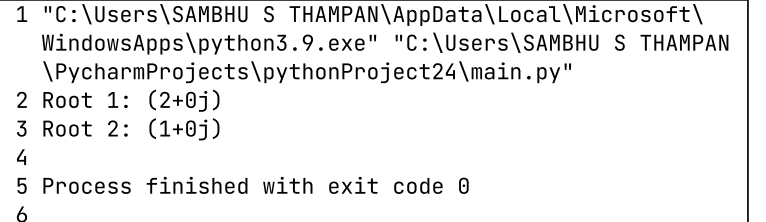 1 "C:\Users\SAMBHU S THAMPAN\AppData\Local\Microsoft\
WindowsApps\python3.9.exe" "C:\Users\SAMBHU S THAMPAN
\PycharmProjects\pythonProject24\main.py"
2 Root 1: (2+0j)
3 Root 2: (1+0j)
4
5 Process finished with exit code 0
6